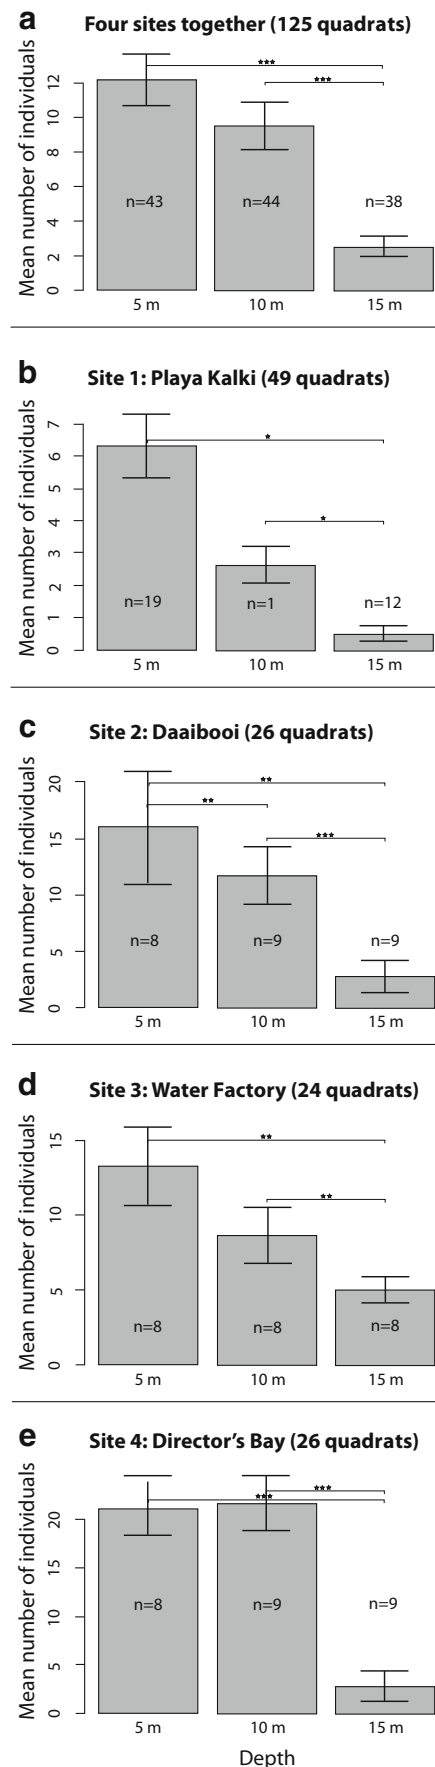 a Four sites together (125 quadrats)
Mean number of individuals
0 2 4 6 8 10 12
*** 
***
n=43 n=44 n=38
5 m 10 m 15 m
b Site 1: Playa Kalki (49 quadrats)
Mean number of individuals
0 1 2 3 4 5 6 7
*
*
n=19 n=1 n=12
5 m 10 m 15 m
c Site 2: Daaibooi (26 quadrats)
Mean number of individuals
0 5 10 15 20
**
**
***
n=8 n=9 n=9
5 m 10 m 15 m
d Site 3: Water Factory (24 quadrats)
Mean number of individuals
0 5 10 15
**
**
n=8 n=8 n=8
5 m 10 m 15 m
e Site 4: Director's Bay (26 quadrats)
Mean number of individuals
0 5 10 15 20
***
***
n=8 n=9 n=9
5 m 10 m 15 m
Depth